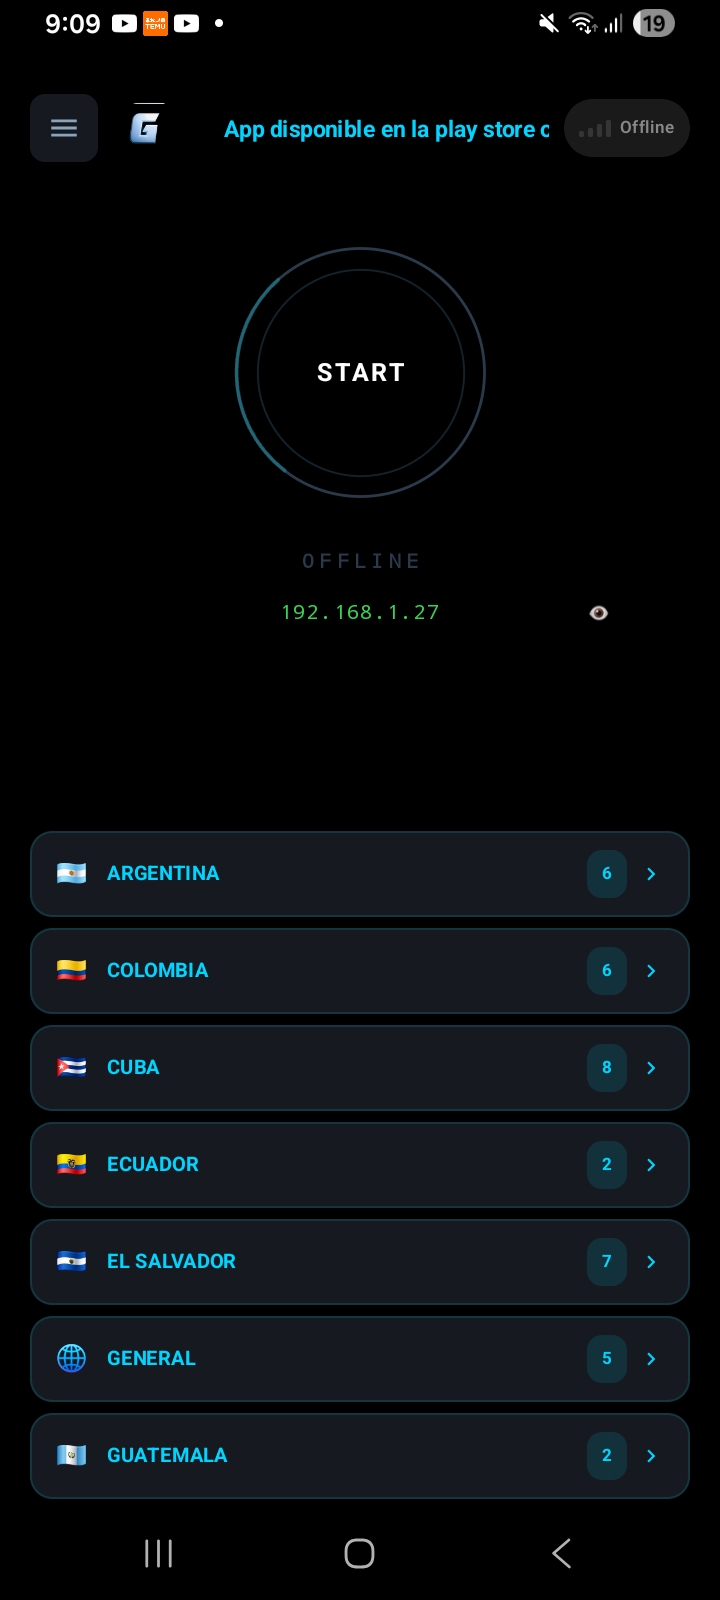 9:09
19
App disponible en la play store
Offline
START
OFFLINE
192.168.1.27
ARGENTINA 6
COLOMBIA 6
CUBA 8
ECUADOR 2
EL SALVADOR 7
GENERAL 5
GUATEMALA 2